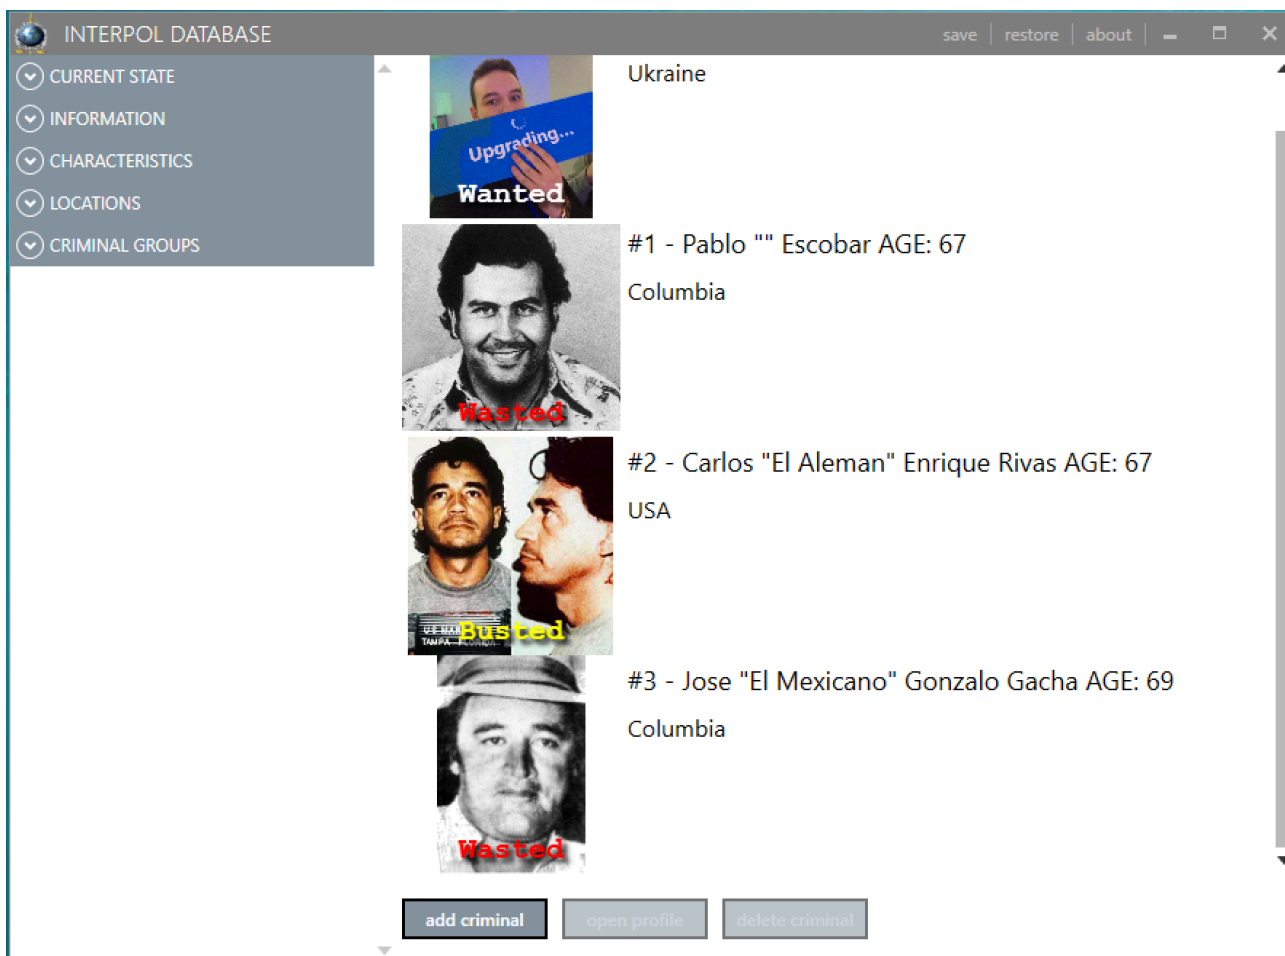 INTERPOL DATABASE
save | restore | about
CURRENT STATE
INFORMATION
CHARACTERISTICS
LOCATIONS
CRIMINAL GROUPS
Ukraine
Upgrading...
Wanted
#1 - Pablo "" Escobar AGE: 67
Columbia
Wasted
#2 - Carlos "El Aleman" Enrique Rivas AGE: 67
USA
TAMPA
Busted
#3 - Jose "El Mexicano" Gonzalo Gacha AGE: 69
Columbia
Wasted
add criminal
open profile
delete criminal